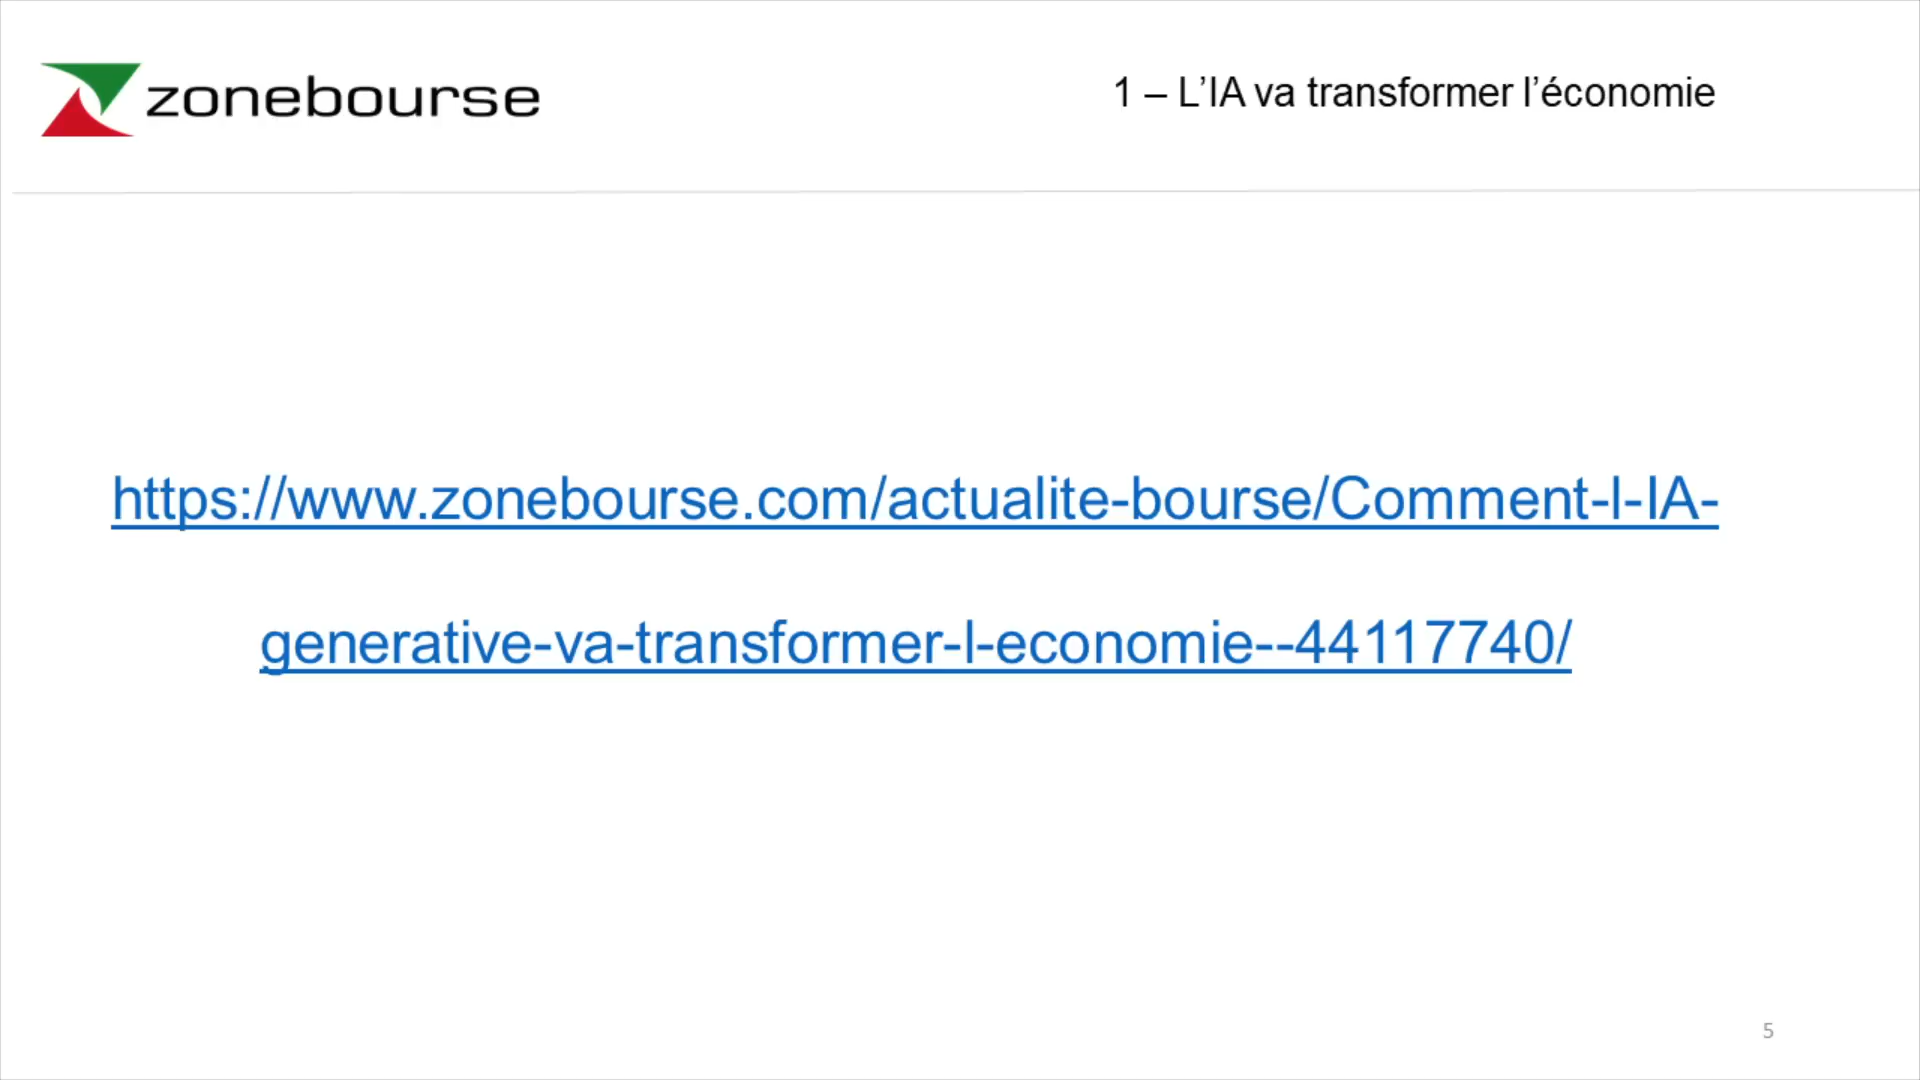 zonebourse
1 – L’IA va transformer l’économie
https://www.zonebourse.com/actualite-bourse/Comment-l-IA-
generative-va-transformer-l-economie--44117740/
5